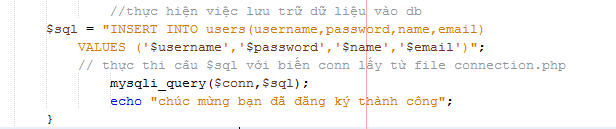 //thực hiện việc lưu trữ dữ liệu vào db
$sql = "INSERT INTO users(username,password,name,email)
VALUES ('$username','$password','$name','$email')";
// thực thi câu $sql với biến conn lấy từ file connection.php
mysqli_query($conn,$sql);
echo "chúc mừng bạn đã đăng ký thành công";
}